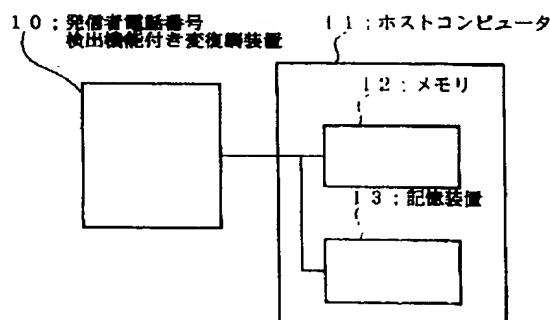 10:発信者電話番号
検出機能付き変復調装置
11:ホストコンピュータ
12:メモリ
13:記憶装置